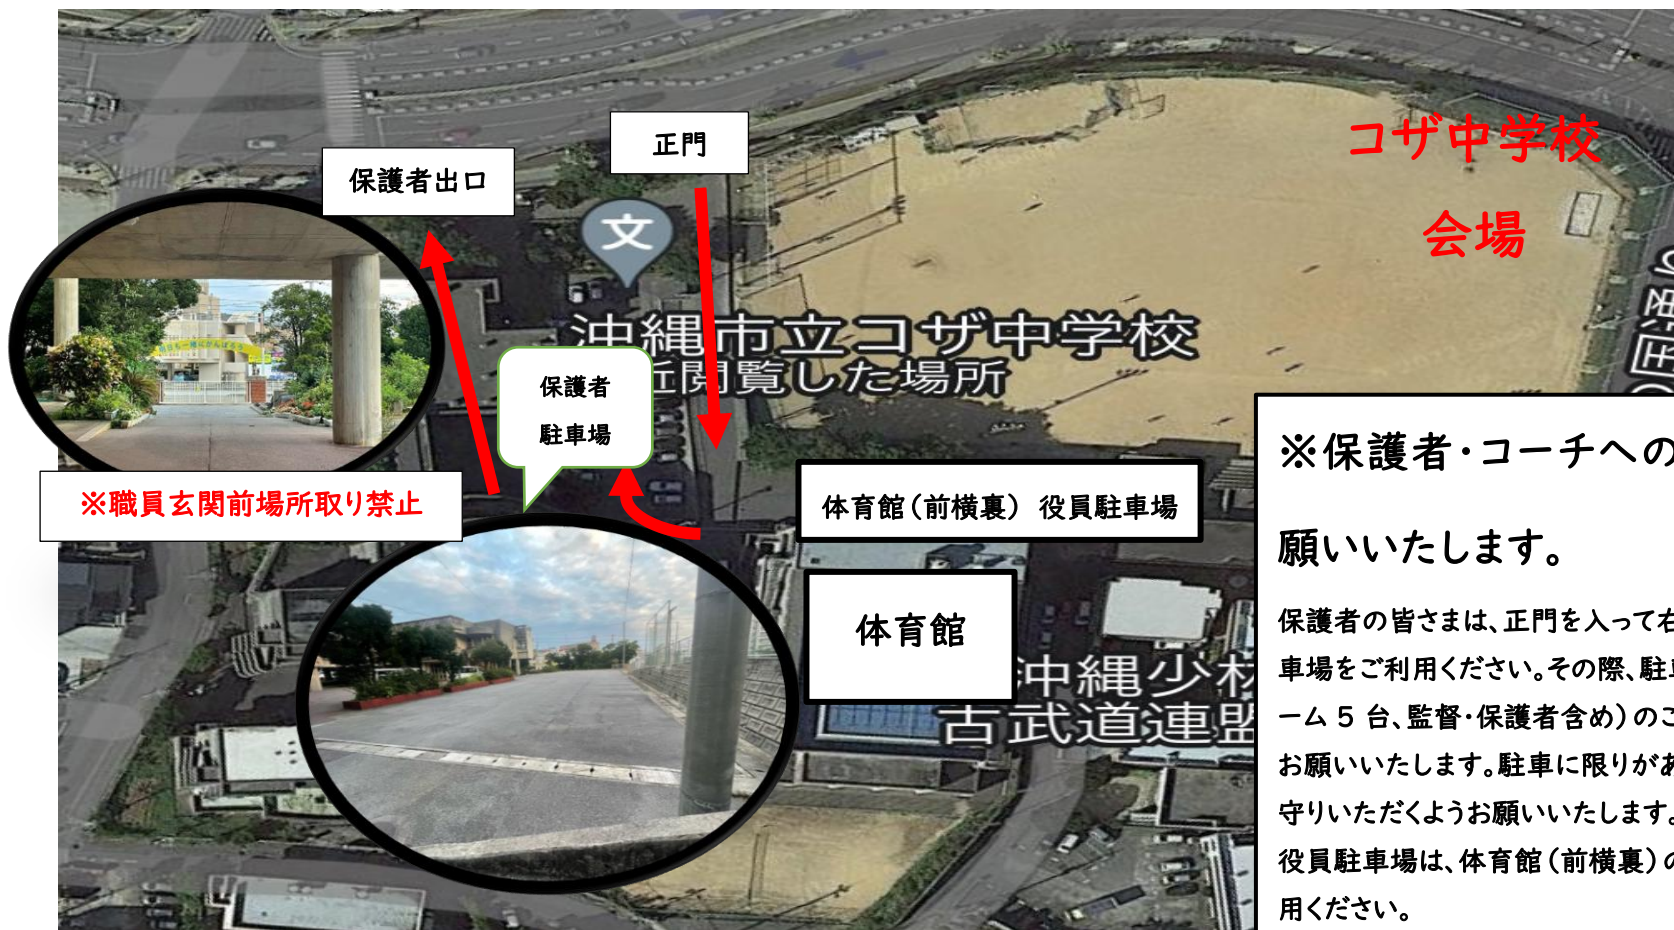 コザ中学校
会場
正門
保護者出口
文
沖縄市立コザ中学校
近閲覧した場所
保護者
駐車場
※職員玄関前場所取り禁止
体育館(前横裏) 役員駐車場
体育館
沖縄少林
古武道連盟
国通り
※保護者・コーチへの
願いいたします。
保護者の皆さまは、正門を入って右
車場をご利用ください。その際、駐車
ーム 5 台、監督・保護者含め)のご
お願いいたします。駐車に限りがあ
守りいただくようお願いいたします。
役員駐車場は、体育館(前横裏)の
用ください。